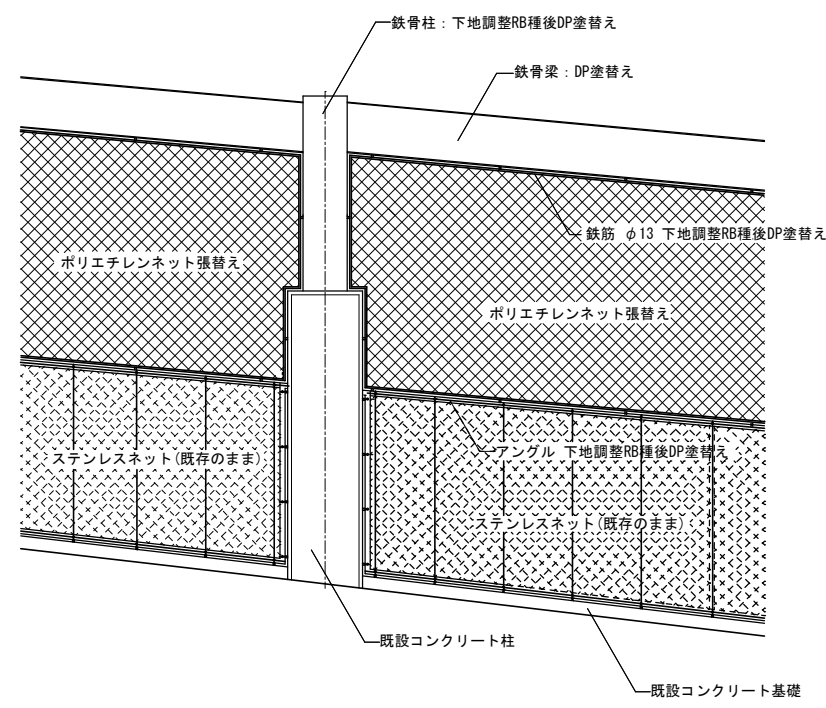 鉄骨柱：下地調整RB種後DP塗替え
鉄骨梁：DP塗替え
鉄筋 φ13 下地調整RB種後DP塗替え
ポリエチレンネット張替え
ポリエチレンネット張替え
アングル 下地調整RB種後DP塗替え
ステンレスネット(既存のまま)
ステンレスネット(既存のまま)
既設コンクリート柱
既設コンクリート基礎